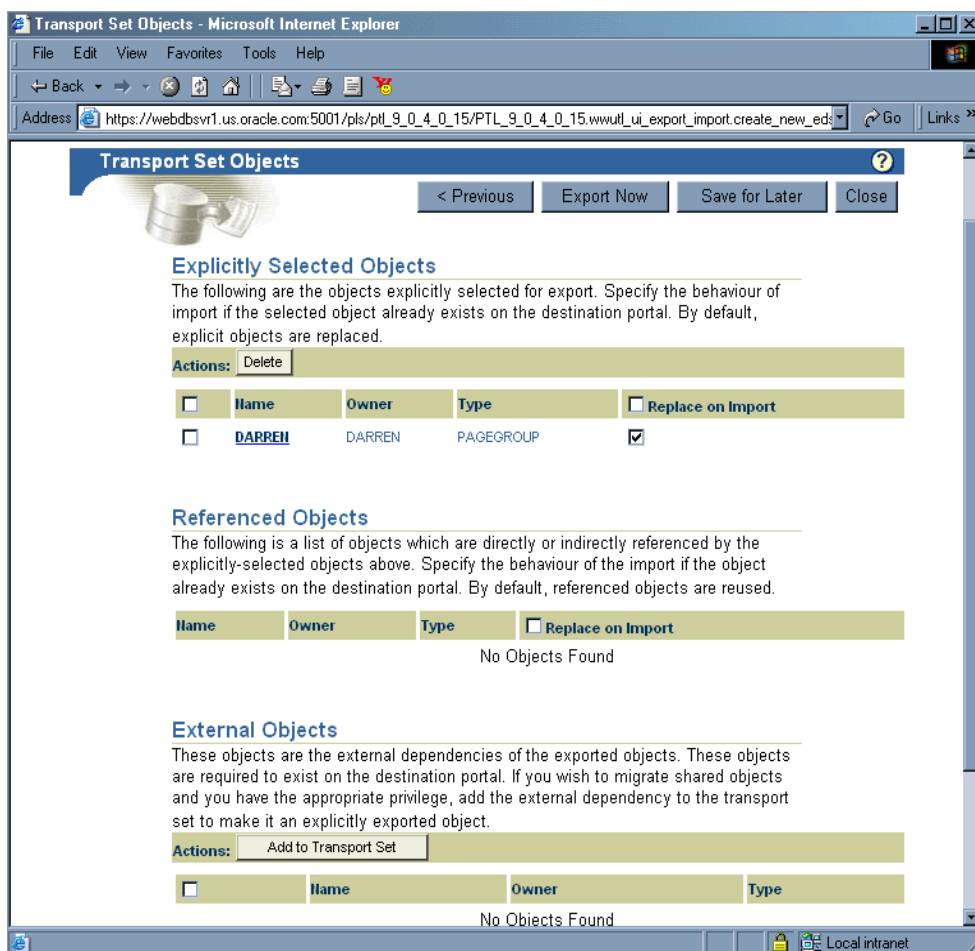 Transport Set Objects - Microsoft Internet Explorer
File Edit View Favorites Tools Help
Back
Address https://webdbsvr1.us.oracle.com:5001/pls/ptl_9_0_4_0_15/PTL_9_0_4_0_15.wwutl_ui_export_import.create_new_eds Go Links »
Transport Set Objects ?
< Previous Export Now Save for Later Close
Explicitly Selected Objects
The following are the objects explicitly selected for export. Specify the behaviour of
import if the selected object already exists on the destination portal. By default,
explicit objects are replaced.
Actions: Delete
Name Owner Type Replace on Import
DARREN DARREN PAGEGROUP
Referenced Objects
The following is a list of objects which are directly or indirectly referenced by the
explicitly-selected objects above. Specify the behaviour of the import if the object
already exists on the destination portal. By default, referenced objects are reused.
Name Owner Type Replace on Import
No Objects Found
External Objects
These objects are the external dependencies of the exported objects. These objects
are required to exist on the destination portal. If you wish to migrate shared objects
and you have the appropriate privilege, add the external dependency to the transport
set to make it an explicitly exported object.
Actions: Add to Transport Set
Name Owner Type
No Objects Found
Local intranet